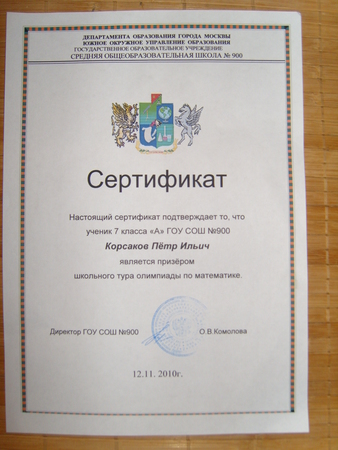 ДЕПАРТАМЕНТА ОБРАЗОВАНИЯ ГОРОДА МОСКВЫ
ЮЖНОЕ ОКРУЖНОЕ УПРАВЛЕНИЕ ОБРАЗОВАНИЯ
ГОСУДАРСТВЕННОЕ ОБРАЗОВАТЕЛЬНОЕ УЧРЕЖДЕНИЕ
СРЕДНЯЯ ОБЩЕОБРАЗОВАТЕЛЬНАЯ ШКОЛА № 900
Сертификат
Настоящий сертификат подтверждает то, что
ученик 7 класса «А» ГОУ СОШ №900
Корсаков Пётр Ильич
является призёром
школьного тура олимпиады по математике.
Директор ГОУ СОШ №900 О.В.Комолова
12.11. 2010г.